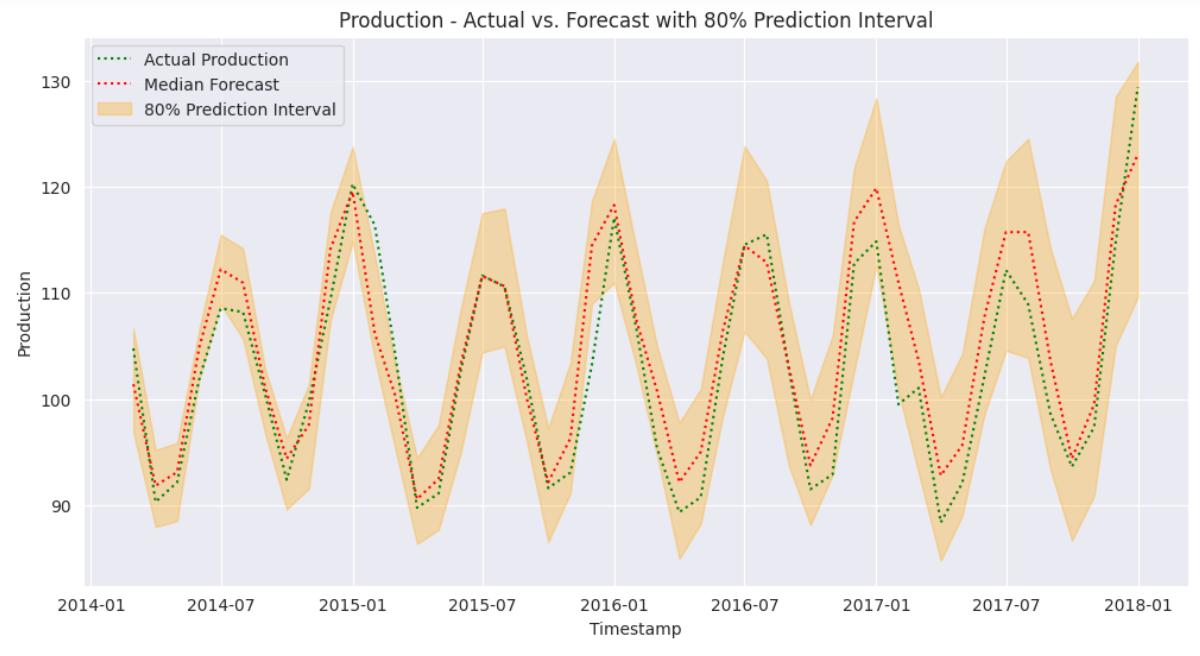 Production - Actual vs. Forecast with 80% Prediction Interval
Actual Production
Median Forecast
80% Prediction Interval
Production
130
120
110
100
90
2014-01 2014-07 2015-01 2015-07 2016-01 2016-07 2017-01 2017-07 2018-01
Timestamp